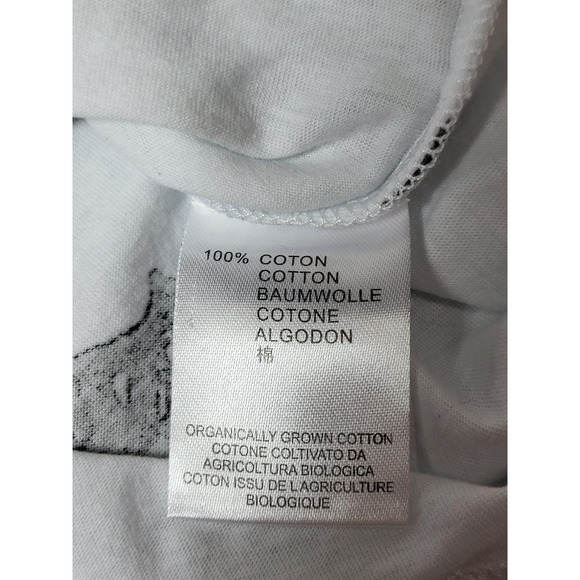 100% COTON
COTTON
BAUMWOLLE
COTONE
ALGODON
棉
ORGANICALLY GROWN COTTON
COTONE COLTIVATO DA
AGRICOLTURA BIOLOGICA
COTON ISSU DE L'AGRICULTURE
BIOLOGIQUE